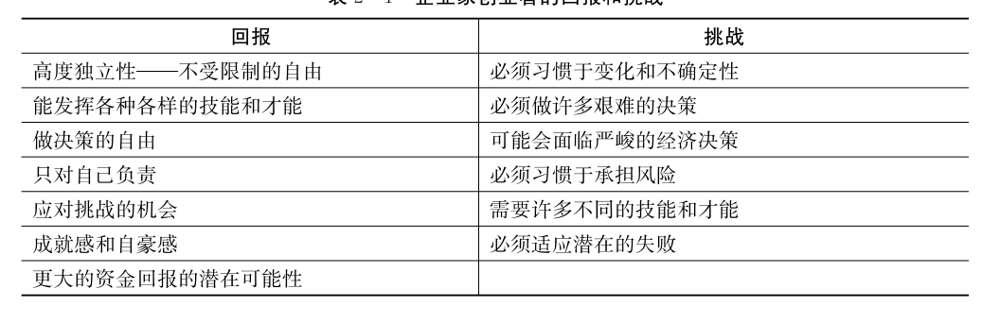 表 2-1 企业家创业者的回报和挑战
回报 挑战
高度独立性——不受限制的自由 必须习惯于变化和不确定性
能发挥各种各样的技能和才能 必须做许多艰难的决策
做决策的自由 可能会面临严峻的经济决策
只对自己负责 必须习惯于承担风险
应对挑战的机会 需要许多不同的技能和才能
成就感和自豪感 必须适应潜在的失败
更大的资金回报的潜在可能性